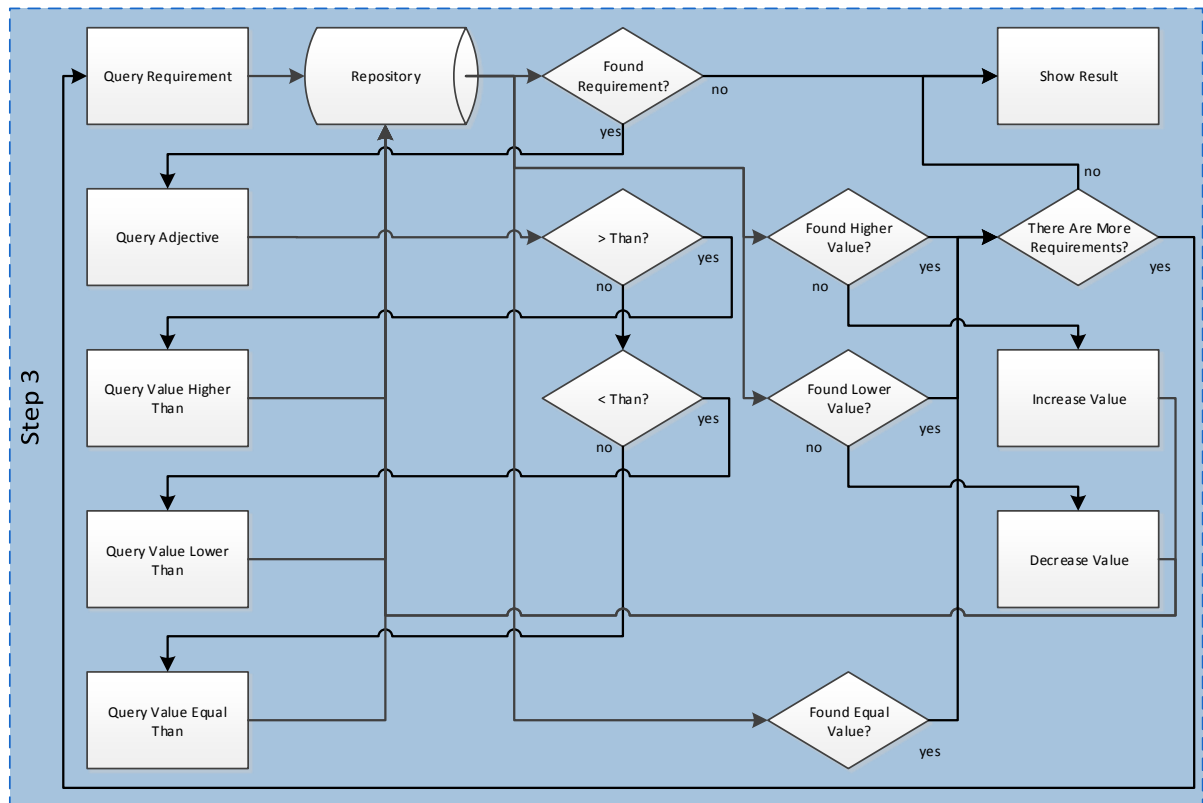 Step 3
Query Requirement
Repository
Found
Requirement?
no
yes
Show Result
Query Adjective
> Than?
yes
no
Found Higher
Value?
yes
no
There Are More
Requirements?
no
yes
Query Value Higher
Than
< Than?
yes
no
Found Lower
Value?
yes
no
Increase Value
Query Value Lower
Than
Decrease Value
Query Value Equal
Than
Found Equal
Value?
yes